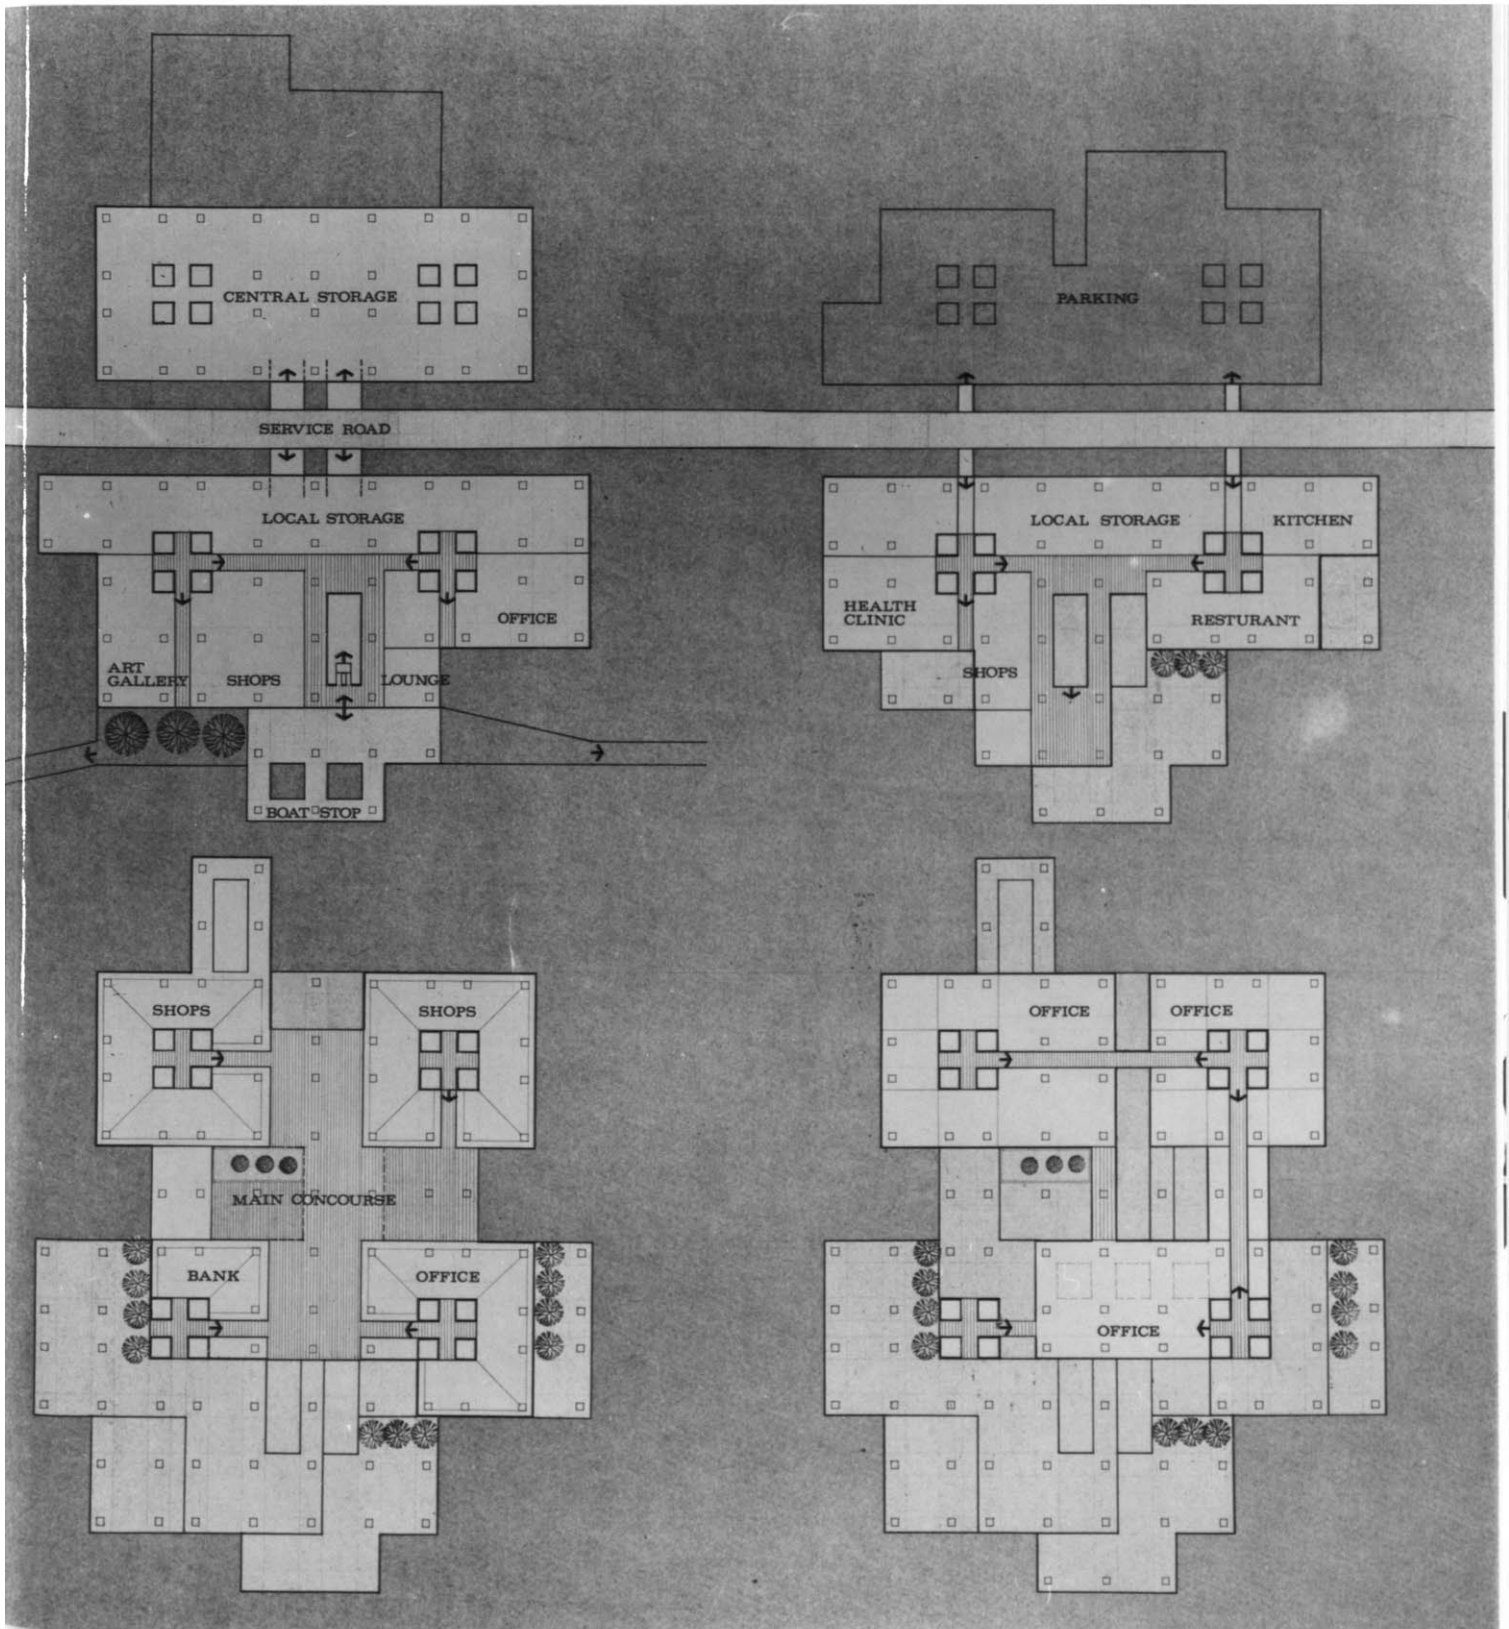 CENTRAL STORAGE
PARKING
SERVICE ROAD
LOCAL STORAGE
ART
GALLERY
SHOPS
LOUNGE
OFFICE
BOAT STOP
LOCAL STORAGE
KITCHEN
HEALTH
CLINIC
SHOPS
RESTURANT
SHOPS
SHOPS
MAIN CONCOURSE
BANK
OFFICE
OFFICE
OFFICE
OFFICE